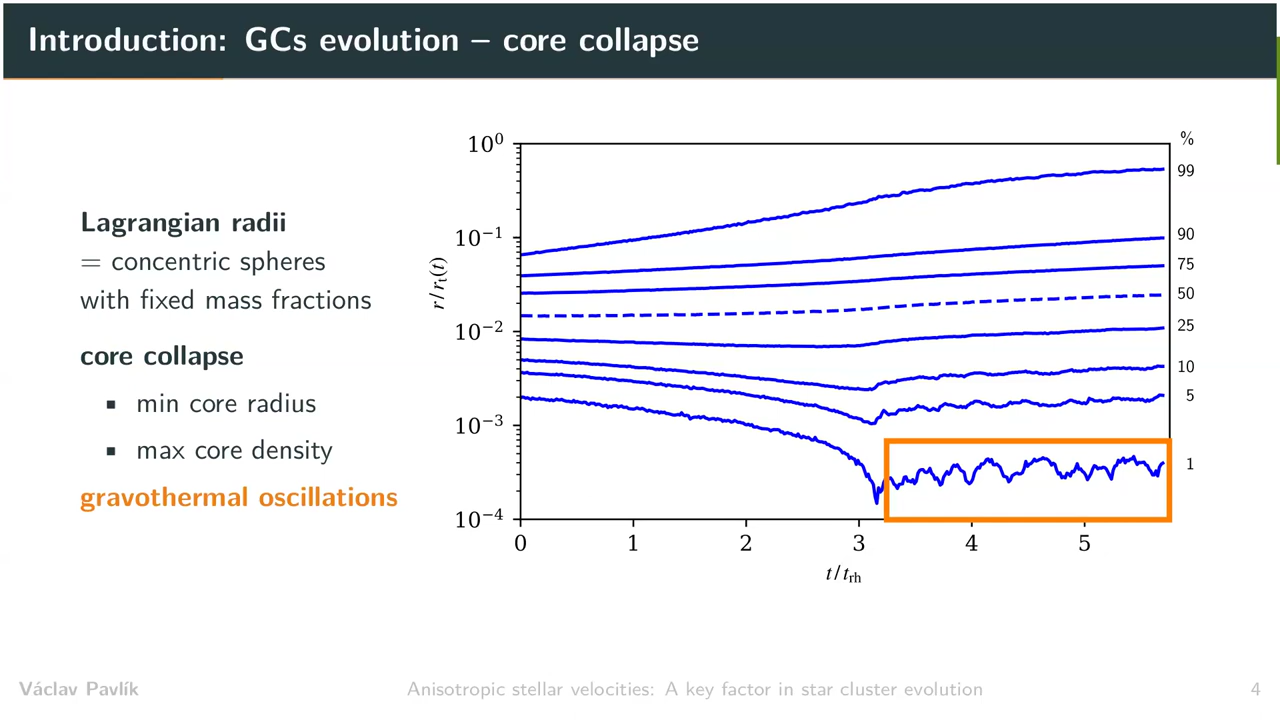 Introduction: GCs evolution – core collapse
Lagrangian radii
= concentric spheres
with fixed mass fractions
core collapse
▪ min core radius
▪ max core density
gravothermal oscillations
10⁰
10⁻¹
10⁻²
10⁻³
10⁻⁴
r/rₜ(t)
0 1 2 3 4 5
t/t_rh
%
99
90
75
50
25
10
5
1
Václav Pavlík
Anisotropic stellar velocities: A key factor in star cluster evolution
4